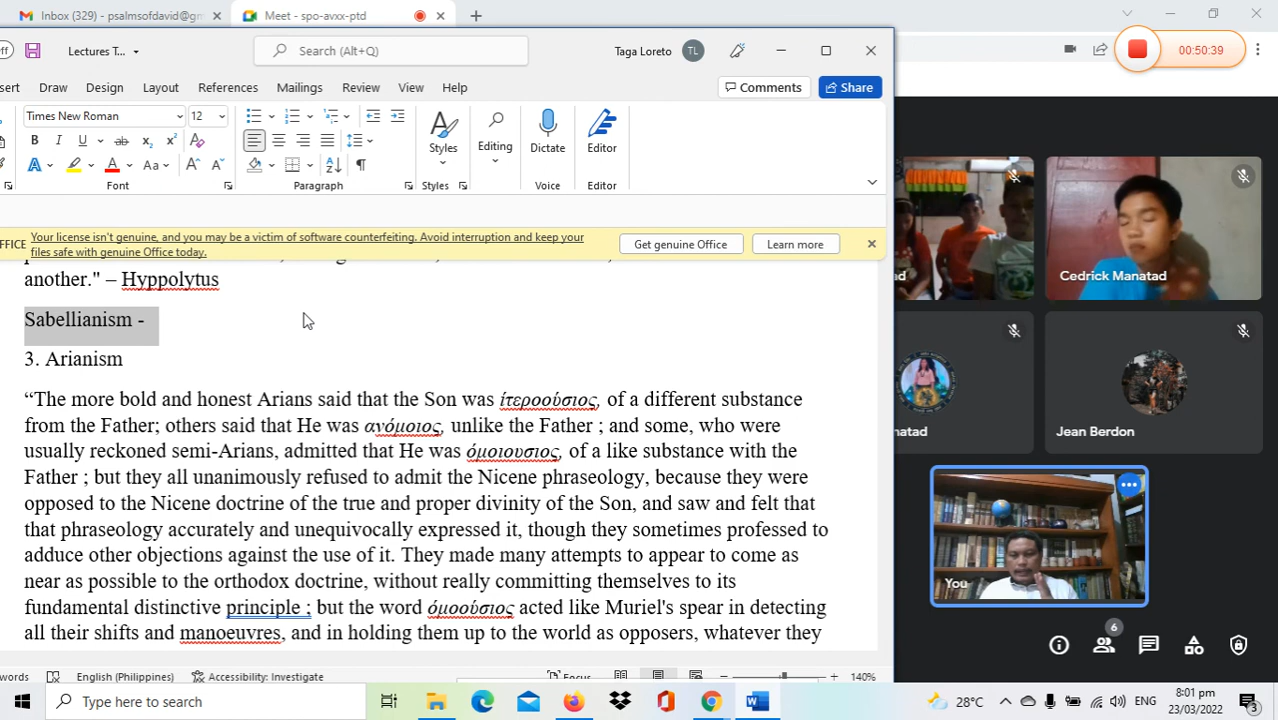 Inbox (329) - psalmsofdavid@gm
Meet - spo-avxx-ptd
00:50:39
ff
Lectures T...
Search (Alt+Q)
Taga Loreto
TL
sert
Draw
Design
Layout
References
Mailings
Review
View
Help
Comments
Share
Times New Roman
12
Styles
Editing
Dictate
Editor
Font
Paragraph
Styles
Voice
Editor
OFFICE
Your license isn't genuine, and you may be a victim of software counterfeiting. Avoid interruption and keep your
files safe with genuine Office today.
Get genuine Office
Learn more
another." – Hyppolytus
Sabellianism -
3. Arianism
“The more bold and honest Arians said that the Son was ἑτεροούσιος, of a different substance
from the Father; others said that He was ανόμοιος, unlike the Father ; and some, who were
usually reckoned semi-Arians, admitted that He was όμοιουσιος, of a like substance with the
Father ; but they all unanimously refused to admit the Nicene phraseology, because they were
opposed to the Nicene doctrine of the true and proper divinity of the Son, and saw and felt that
that phraseology accurately and unequivocally expressed it, though they sometimes professed to
adduce other objections against the use of it. They made many attempts to appear to come as
near as possible to the orthodox doctrine, without really committing themselves to its
fundamental distinctive principle ; but the word όμοούσιος acted like Muriel's spear in detecting
all their shifts and manoeuvres, and in holding them up to the world as opposers, whatever they
words
English (Philippines)
Accessibility: Investigate
Focus
140%
ad
Cedrick Manatad
natad
Jean Berdon
You
6
Type here to search
28°C
ENG
8:01 pm
23/03/2022
3